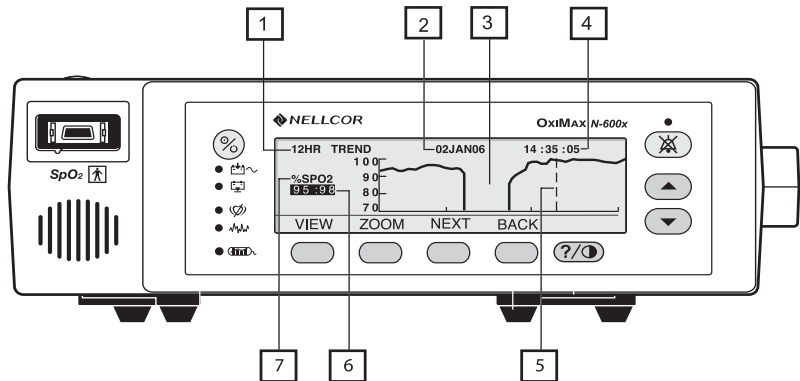 1 2 3 4
NELLCOR
OXIMAX N-600x
12HR TREND 02JAN06 14 :35 :05
100
%SPO2 90
95 :98 80
70
SpO2
VIEW ZOOM NEXT BACK
?/
7 6 5